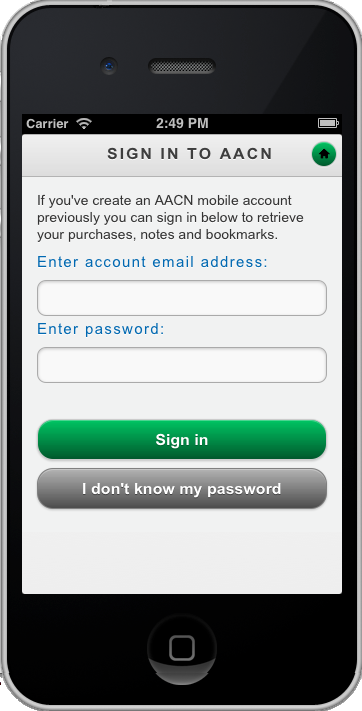 Carrier 2:49 PM
SIGN IN TO AACN
If you've create an AACN mobile account
previously you can sign in below to retrieve
your purchases, notes and bookmarks.
Enter account email address:
Enter password:
Sign in
I don't know my password